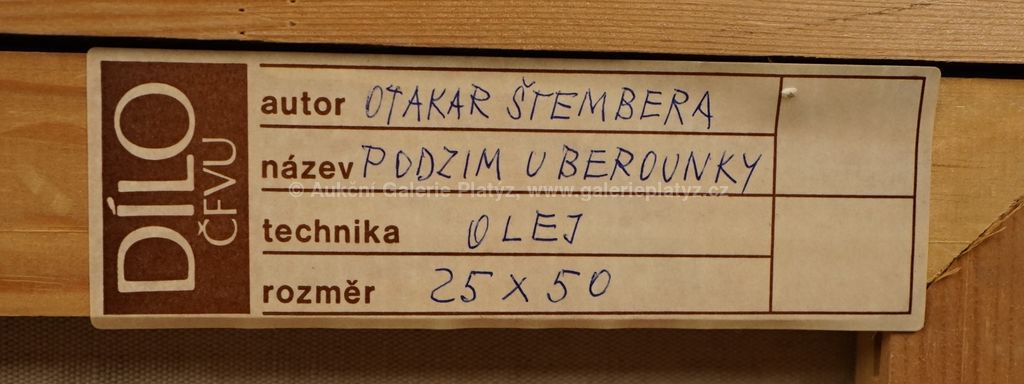 DÍLO
ČFVU
autor OTAKAR ŠTEMBERA
název PODZIM U BEROUNKY
© Aukční Galerie Platýz, www.galerieplatyz.cz
technika OLEJ
rozměr 25 x 50